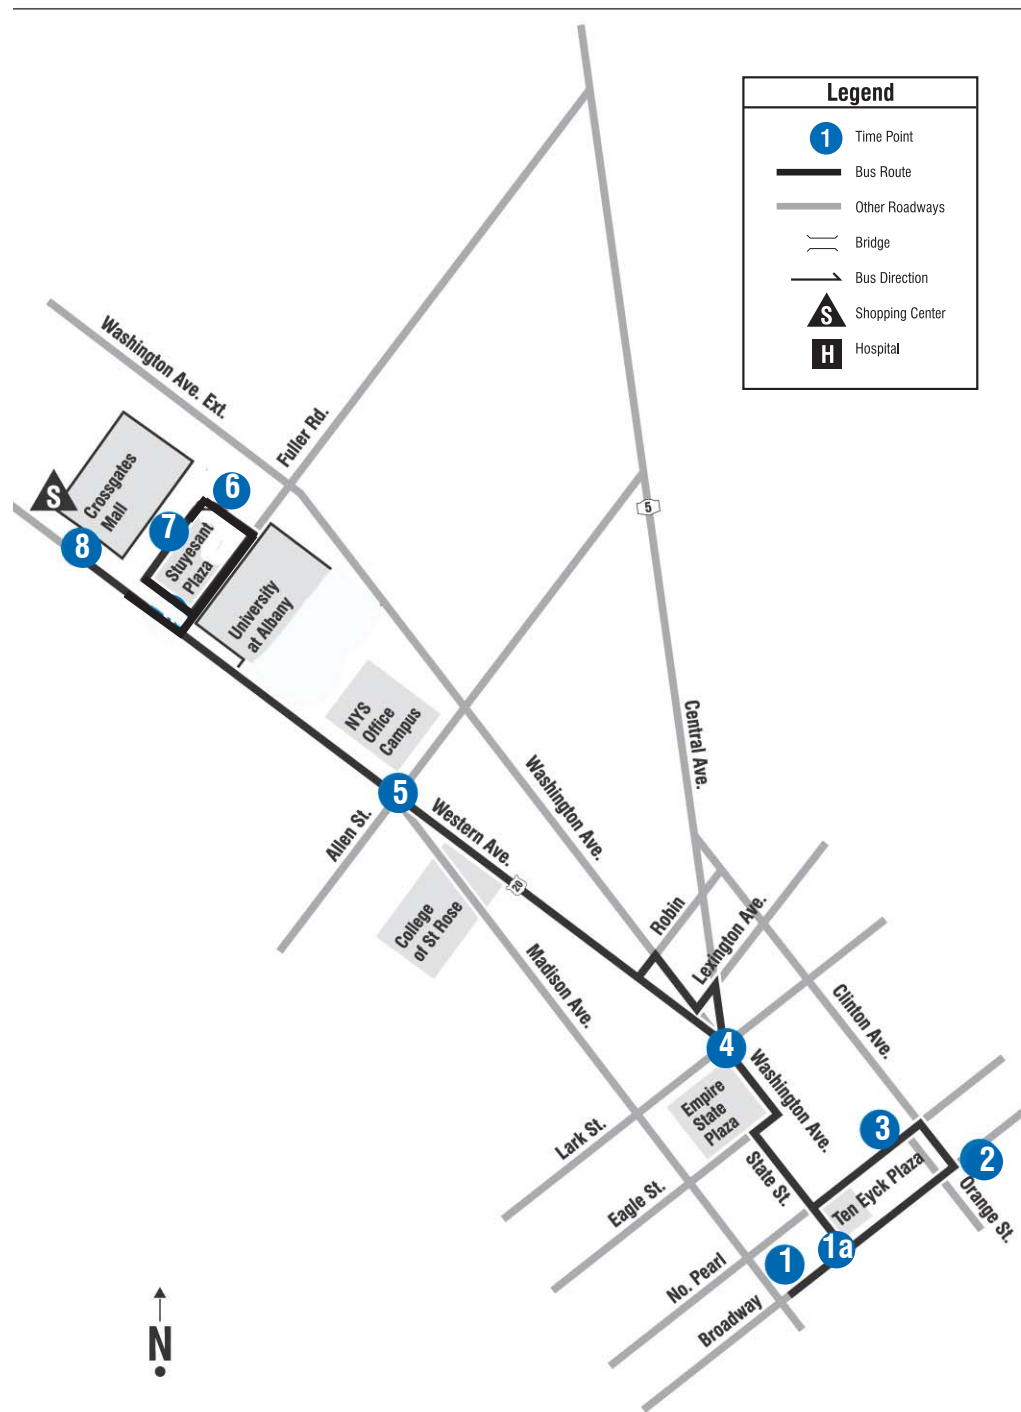 Legend
1
Time Point
Bus Route
Other Roadways
Bridge
Bus Direction
S
Shopping Center
H
Hospital
Washington Ave. Ext.
Fuller Rd.
5
S
Crossgates
Mall
6
7
8
Stuyesant
Plaza
University
at Albany
NYS
Office
Campus
5
Allen St.
Western Ave.
20
College
of St Rose
Washington Ave.
Central Ave.
Robin
Lexington Ave.
Madison Ave.
Clinton Ave.
4
Washington Ave.
Empire
State
Plaza
Lark St.
Eagle St.
State St.
3
2
Ten Eyck Plaza
Orange St.
1a
1
No. Pearl
Broadway
N